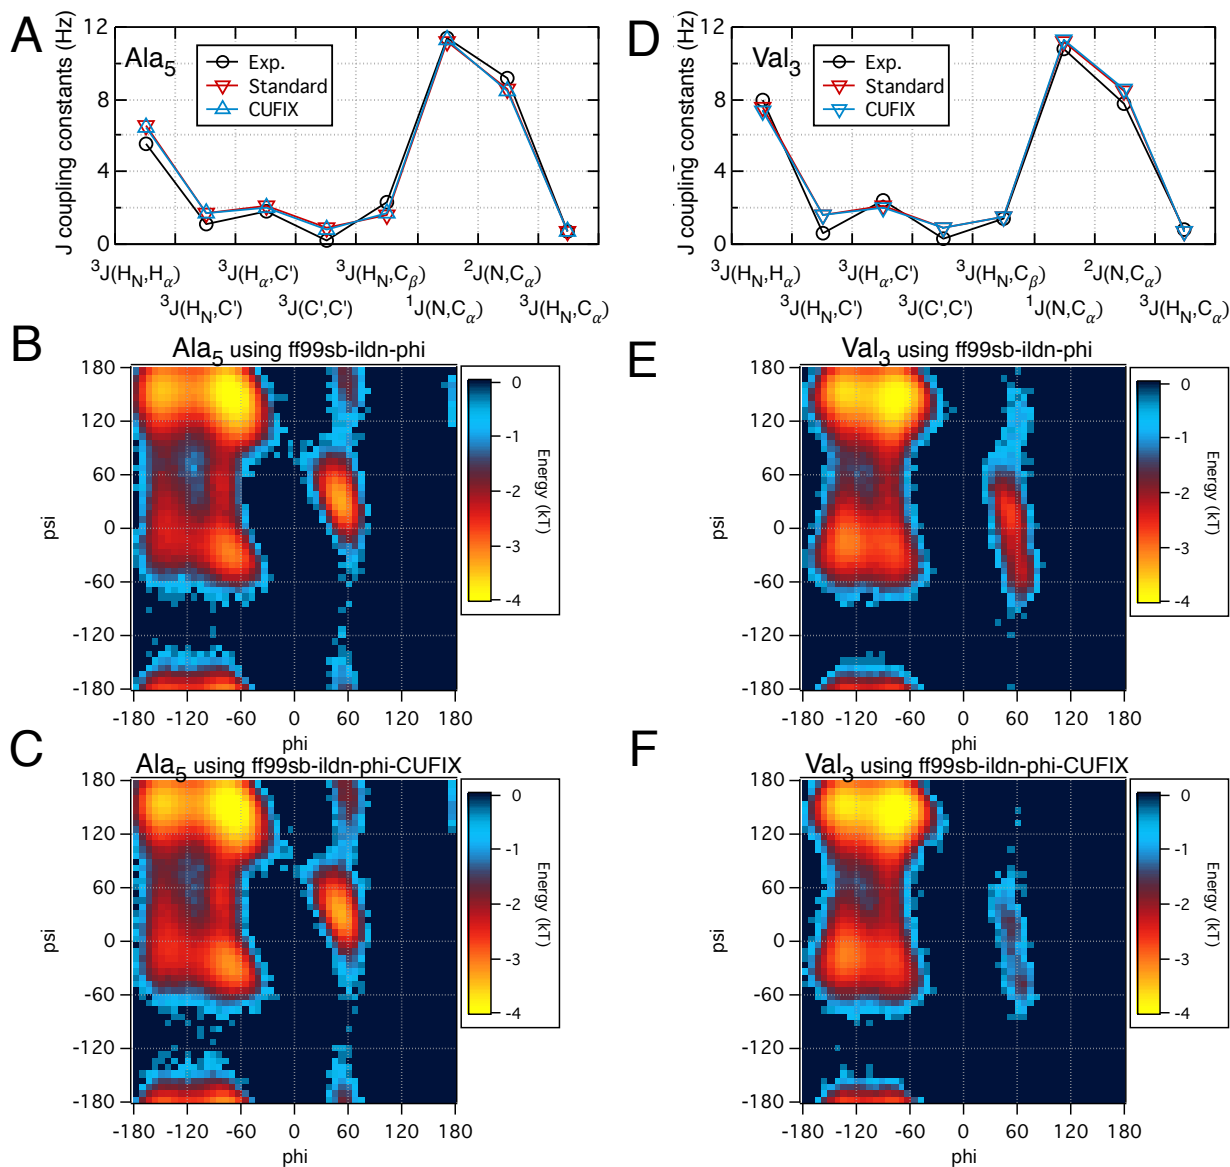 A
J coupling constants (Hz)
12
8
4
0
Ala5
Exp.
Standard
CUFIX
3J(HN,Hα)
3J(Hα,C')
3J(HN,Cβ)
2J(N,Cα)
3J(HN,C')
3J(C',C')
1J(N,Cα)
3J(HN,Cα)
D
J coupling constants (Hz)
12
8
4
0
Val3
Exp.
Standard
CUFIX
3J(HN,Hα)
3J(Hα,C')
3J(HN,Cβ)
2J(N,Cα)
3J(HN,C')
3J(C',C')
1J(N,Cα)
3J(HN,Cα)
B
Ala5 using ff99sb-ildn-phi
psi
180
120
60
0
-60
-120
-180
-180 -120 -60 0 60 120 180
phi
0
-1
-2
-3
-4
Energy (kT)
E
Val3 using ff99sb-ildn-phi
psi
180
120
60
0
-60
-120
-180
-180 -120 -60 0 60 120 180
phi
0
-1
-2
-3
-4
Energy (kT)
C
Ala5 using ff99sb-ildn-phi-CUFIX
psi
180
120
60
0
-60
-120
-180
-180 -120 -60 0 60 120 180
phi
0
-1
-2
-3
-4
Energy (kT)
F
Val3 using ff99sb-ildn-phi-CUFIX
psi
180
120
60
0
-60
-120
-180
-180 -120 -60 0 60 120 180
phi
0
-1
-2
-3
-4
Energy (kT)